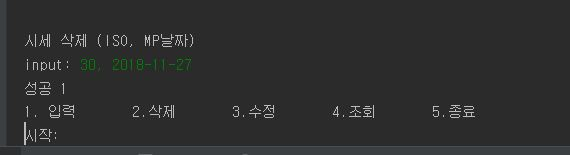 시세 삭제 (ISO, MP날짜)
input: 30, 2018-11-27
성공 1
1. 입력 2.삭제 3.수정 4.조회 5.종료
시작: